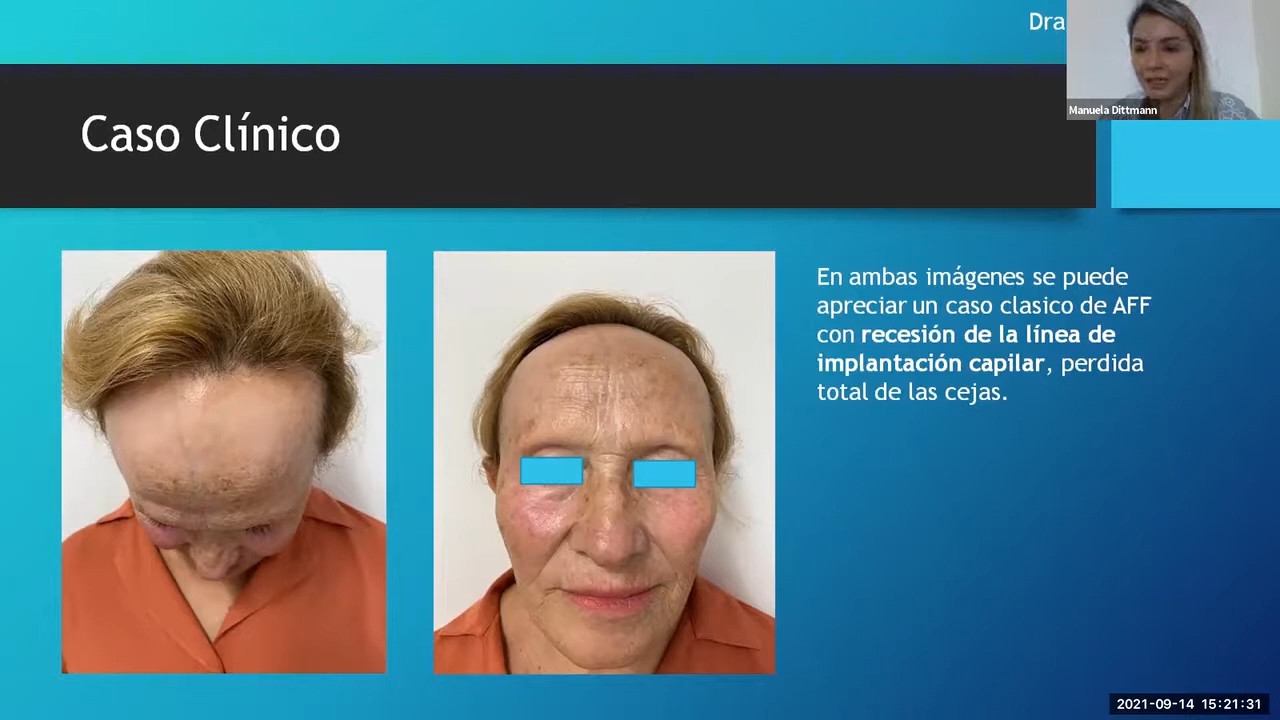 Dra
Manuela Dittmann
Caso Clínico
En ambas imágenes se puede
apreciar un caso clasico de AFF
con recesión de la línea de
implantación capilar, perdida
total de las cejas.
2021-09-14 15:21:31